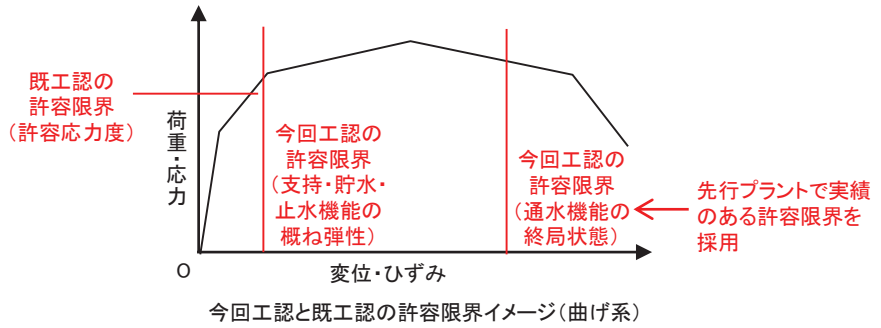 既工認の
許容限界
(許容応力度)
荷重・応力
今回工認の
許容限界
(支持・貯水・
止水機能の
概ね弾性)
今回工認の
許容限界
(通水機能の
終局状態)
先行プラントで実績
のある許容限界を
採用
O
変位・ひずみ
今回工認と既工認の許容限界イメージ(曲げ系)